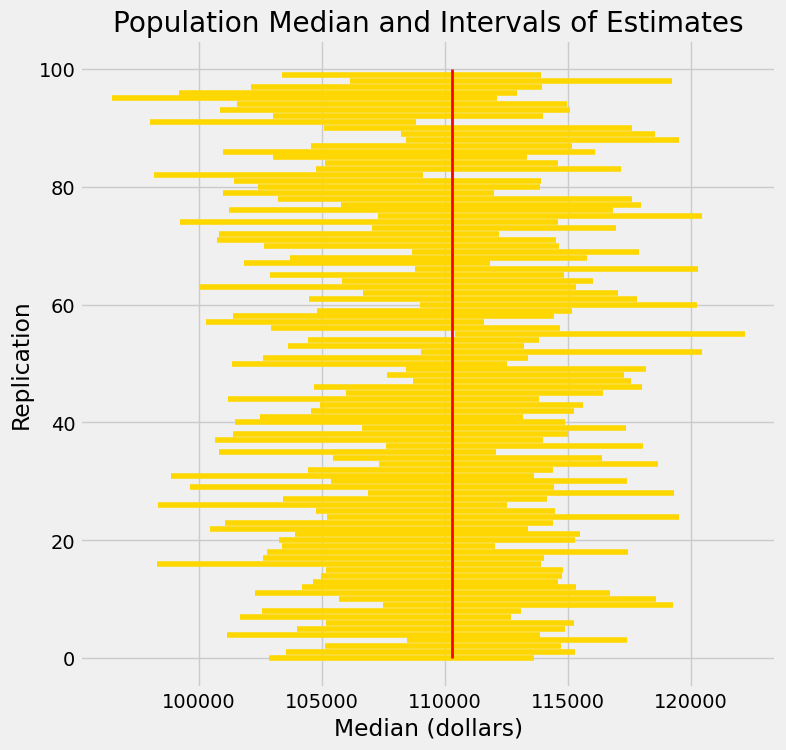 Population Median and Intervals of Estimates
100
80
60
40
20
0
Replication
100000 105000 110000 115000 120000
Median (dollars)